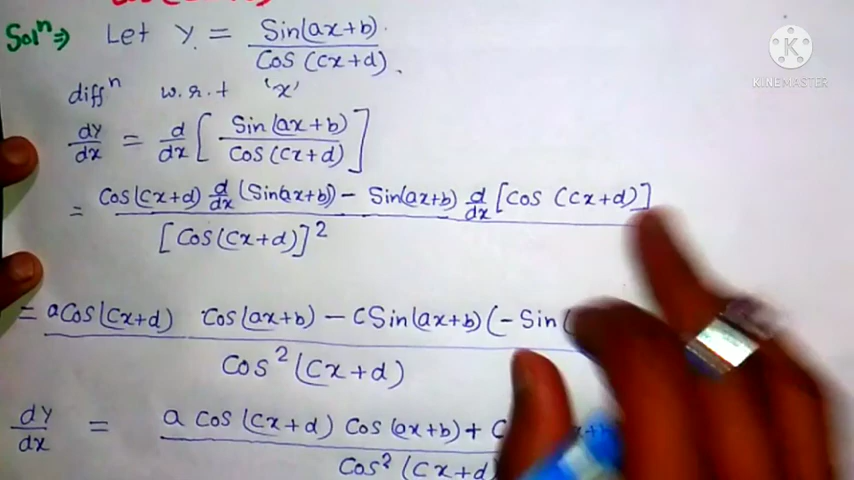 Solⁿ⇒ Let Y = Sin(ax+b)
Cos (Cx+d).
diffⁿ w.r.t 'x'
dY/dx = d/dx [ Sin(ax+b) / Cos(Cx+d) ]
= Cos(Cx+d) d/dx (Sin(ax+b)) − Sin(ax+b) d/dx [Cos (Cx+d)]
[Cos(Cx+d)]²
= a Cos(Cx+d) Cos(ax+b) − C Sin(ax+b) (− Sin (
Cos² (Cx+d)
dY/dx = a Cos (Cx+d) Cos (ax+b) + C
Cos² (Cx+d)
K
KINEMASTER